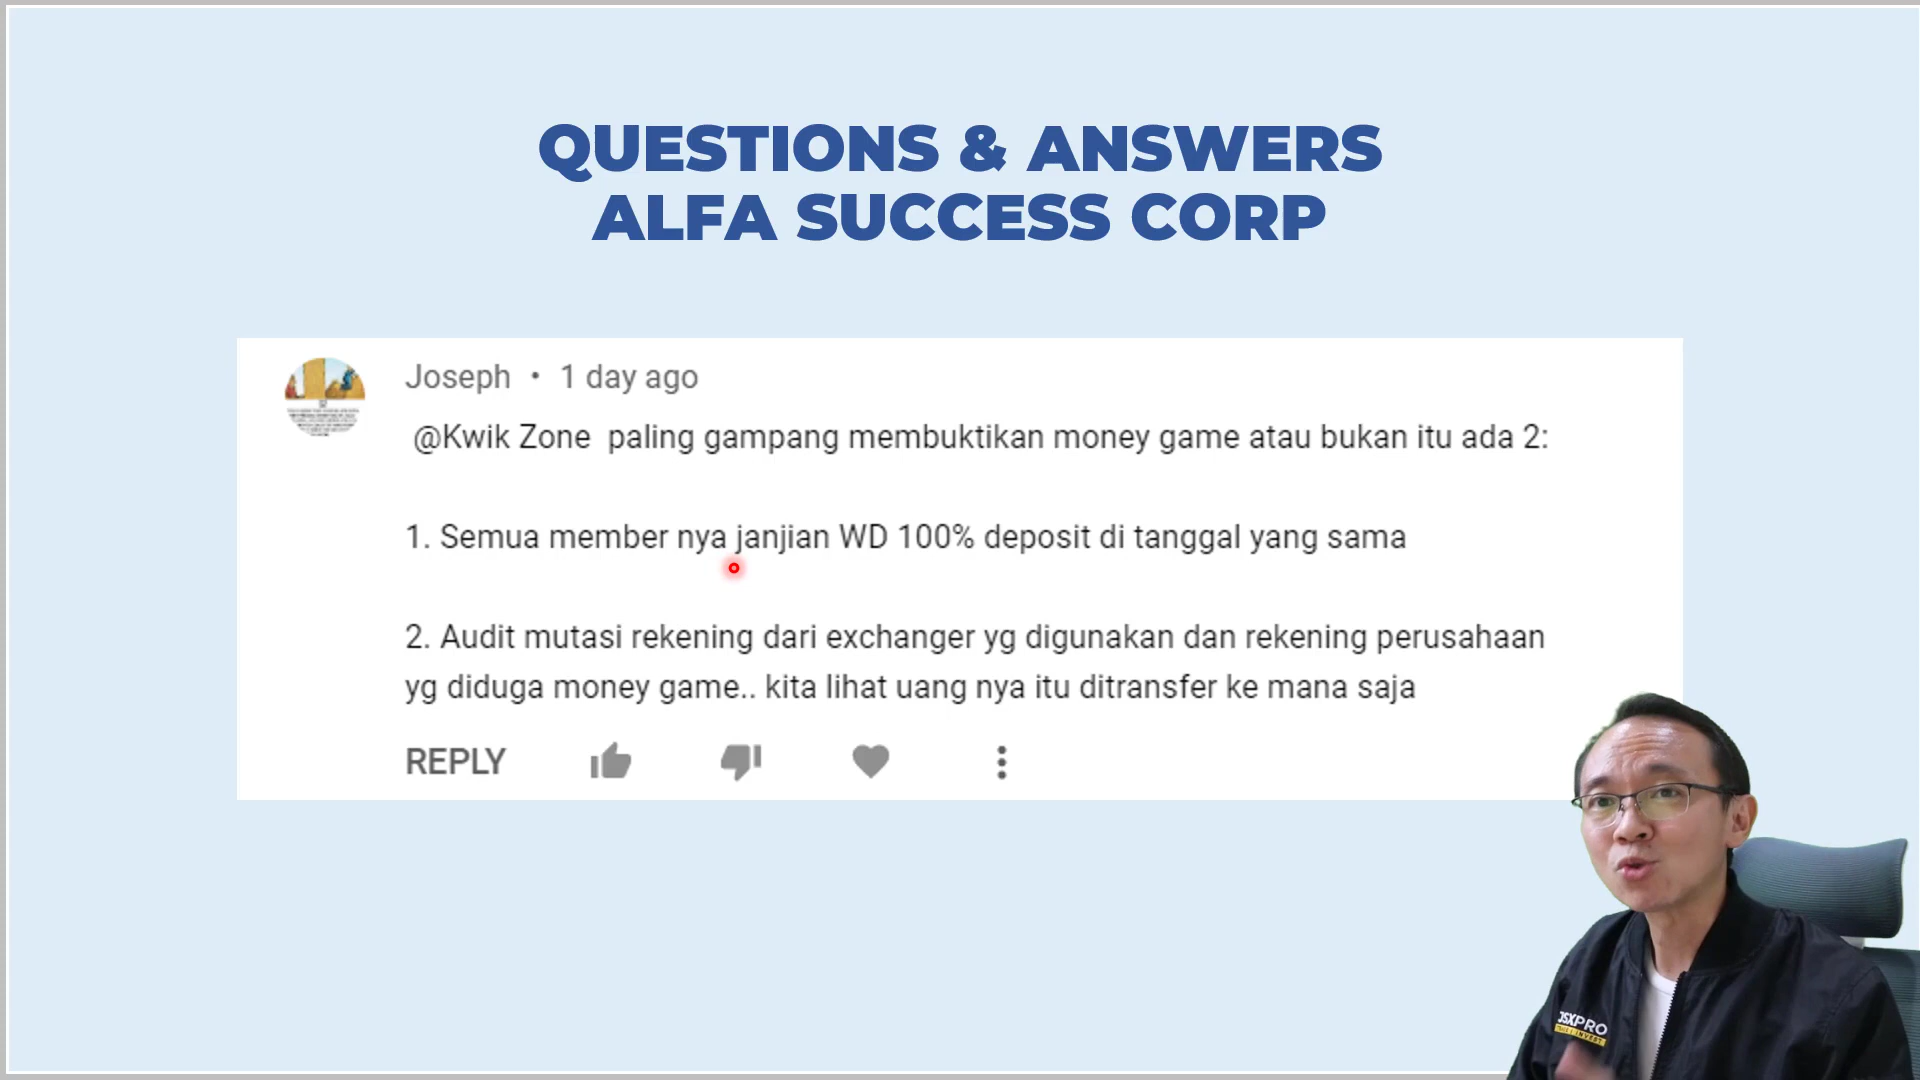 QUESTIONS & ANSWERS
ALFA SUCCESS CORP
Joseph • 1 day ago
@Kwik Zone paling gampang membuktikan money game atau bukan itu ada 2:
1. Semua member nya janjian WD 100% deposit di tanggal yang sama
2. Audit mutasi rekening dari exchanger yg digunakan dan rekening perusahaan
yg diduga money game.. kita lihat uang nya itu ditransfer ke mana saja
REPLY
JSXPRO